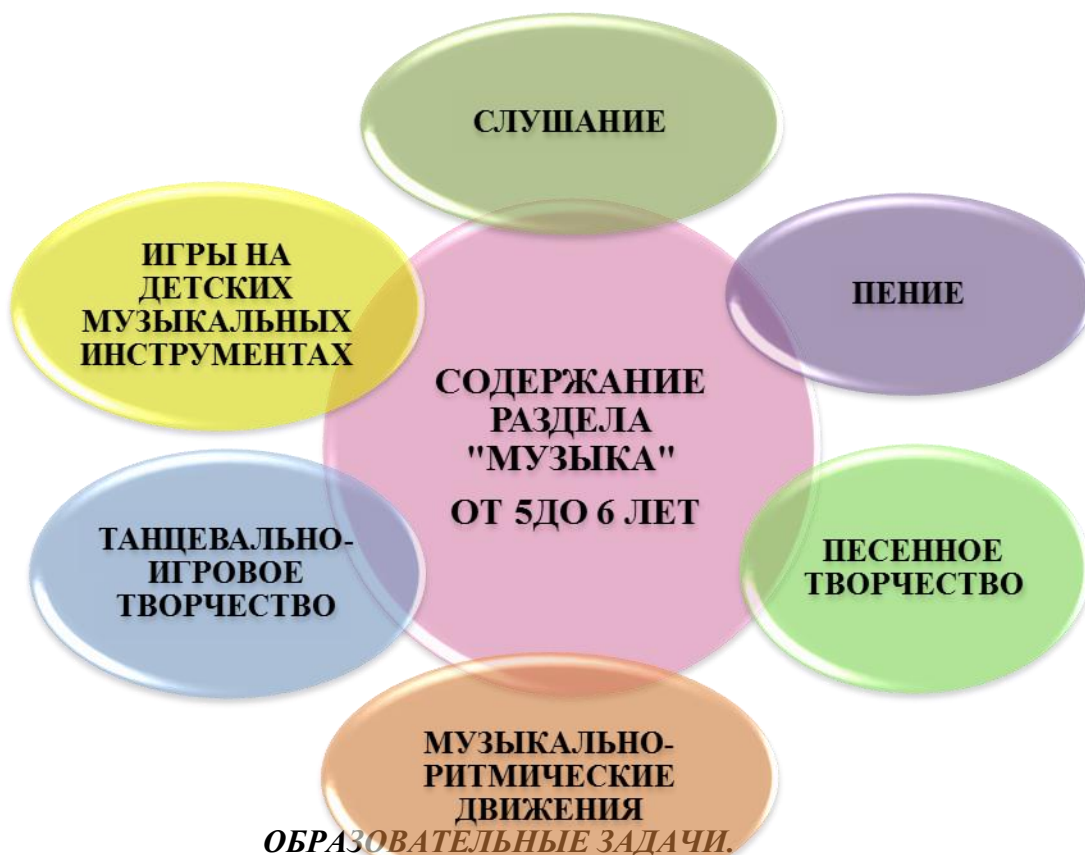 СЛУШАНИЕ
ИГРЫ НА
ДЕТСКИХ
МУЗЫКАЛЬНЫХ
ИНСТРУМЕНТАХ
ПЕНИЕ
СОДЕРЖАНИЕ
РАЗДЕЛА
"МУЗЫКА"
ОТ 5ДО 6 ЛЕТ
ТАНЦЕВАЛЬНО-
ИГРОВОЕ
ТВОРЧЕСТВО
ПЕСЕННОЕ
ТВОРЧЕСТВО
МУЗЫКАЛЬНО-
РИТМИЧЕСКИЕ
ДВИЖЕНИЯ
ОБРАЗОВАТЕЛЬНЫЕ ЗАДАЧИ.